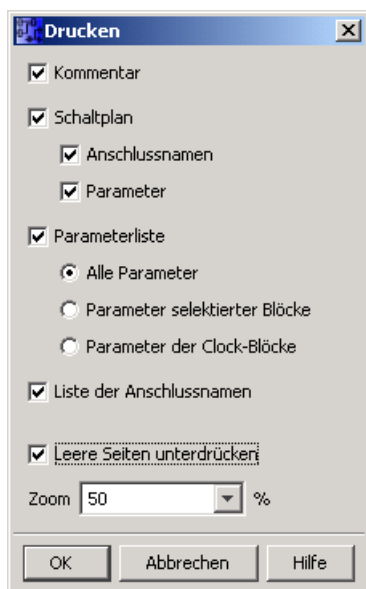 Drucken
Kommentar
Schaltplan
Anschlussnamen
Parameter
Parameterliste
Alle Parameter
Parameter selektierter Blöcke
Parameter der Clock-Blöcke
Liste der Anschlussnamen
Leere Seiten unterdrücken
Zoom 50 %
OK Abbrechen Hilfe